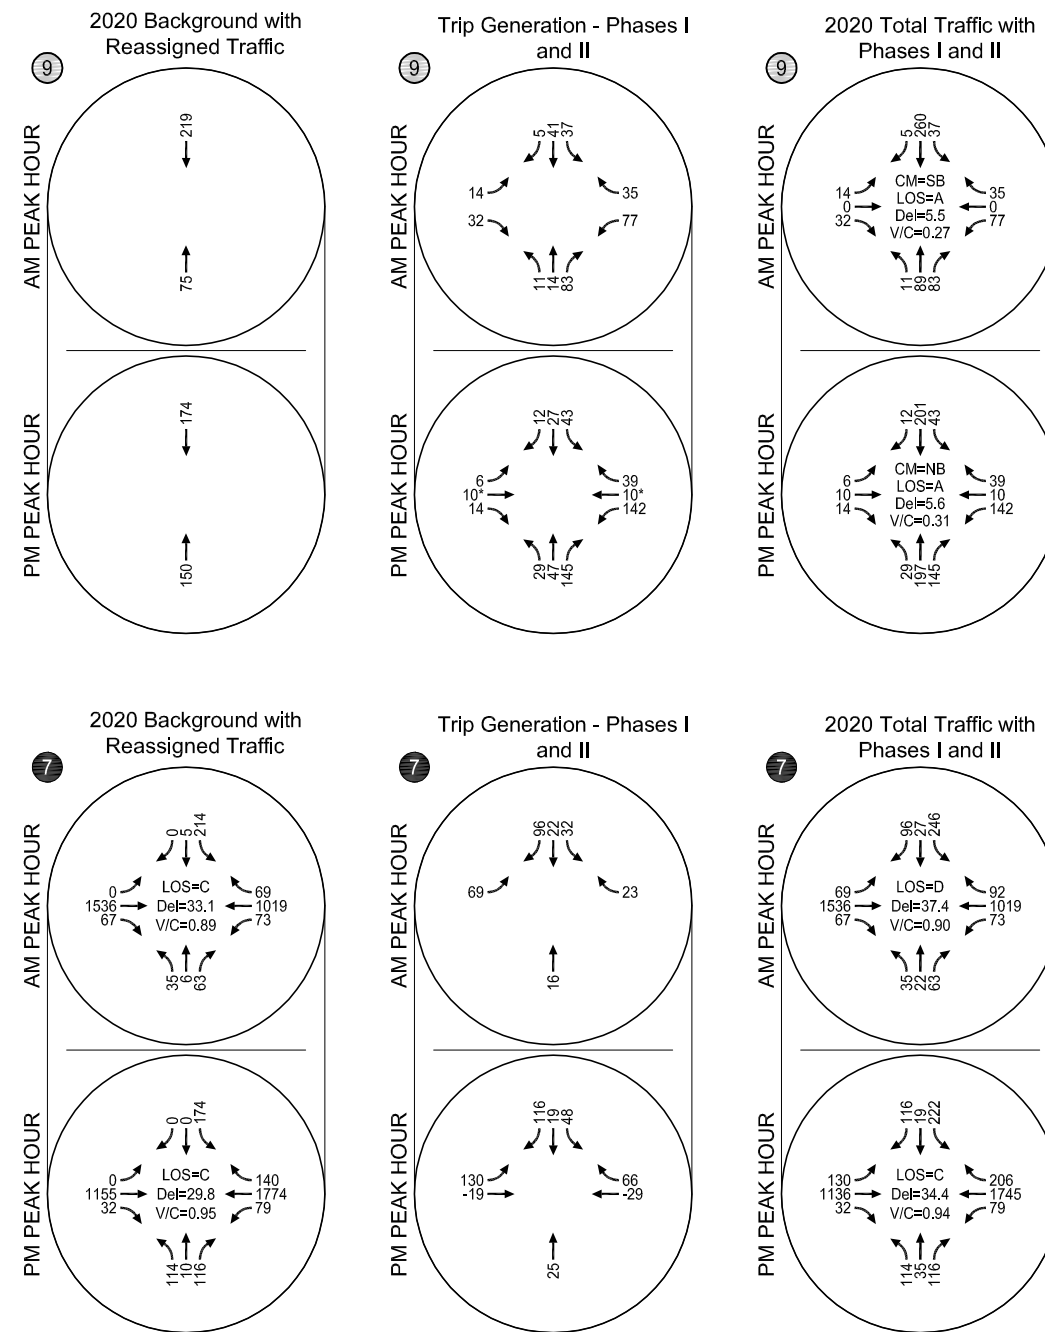 2020 Background with
Reassigned Traffic
9
AM PEAK HOUR
219
75
PM PEAK HOUR
174
150
Trip Generation - Phases I
and II
9
AM PEAK HOUR
5 41 37
14
32
35
77
11 14 83
PM PEAK HOUR
12 27 43
6
10*
14
39
10*
142
29 47 145
2020 Total Traffic with
Phases I and II
9
AM PEAK HOUR
5 260 37
14
0
32
CM=SB
LOS=A
Del=5.5
V/C=0.27
35
0
77
11 89 83
PM PEAK HOUR
12 201 43
6
10
14
CM=NB
LOS=A
Del=5.6
V/C=0.31
39
10
142
29 197 145
2020 Background with
Reassigned Traffic
7
AM PEAK HOUR
0 5 214
0
1536
67
LOS=C
Del=33.1
V/C=0.89
69
1019
73
35 6 63
PM PEAK HOUR
0 0 174
0
1155
32
LOS=C
Del=29.8
V/C=0.95
140
1774
79
114 10 116
Trip Generation - Phases I
and II
7
AM PEAK HOUR
96 22 32
69
23
16
PM PEAK HOUR
116 19 48
130
-19
66
-29
25
2020 Total Traffic with
Phases I and II
7
AM PEAK HOUR
96 27 246
69
1536
67
LOS=D
Del=37.4
V/C=0.90
92
1019
73
35 22 63
PM PEAK HOUR
116 19 222
130
1136
32
LOS=C
Del=34.4
V/C=0.94
206
1745
79
114 35 116